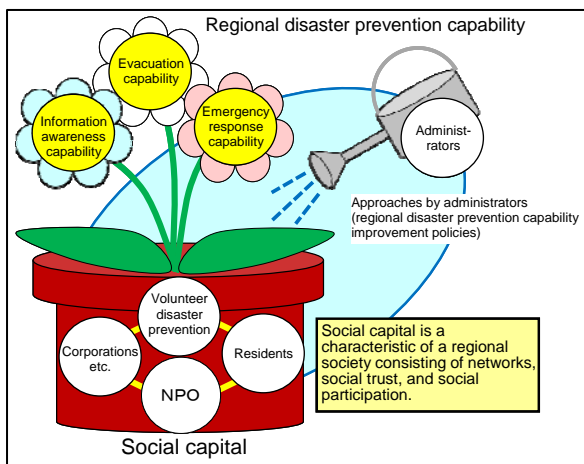 Regional disaster prevention capability
Evacuation
capability
Information
awareness
capability
Emergency
response
capability
Administ-
rators
Approaches by administrators
(regional disaster prevention capability
improvement policies)
Volunteer
disaster
prevention
Corporations
etc.
Residents
NPO
Social capital is a
characteristic of a regional
society consisting of networks,
social trust, and social
participation.
Social capital